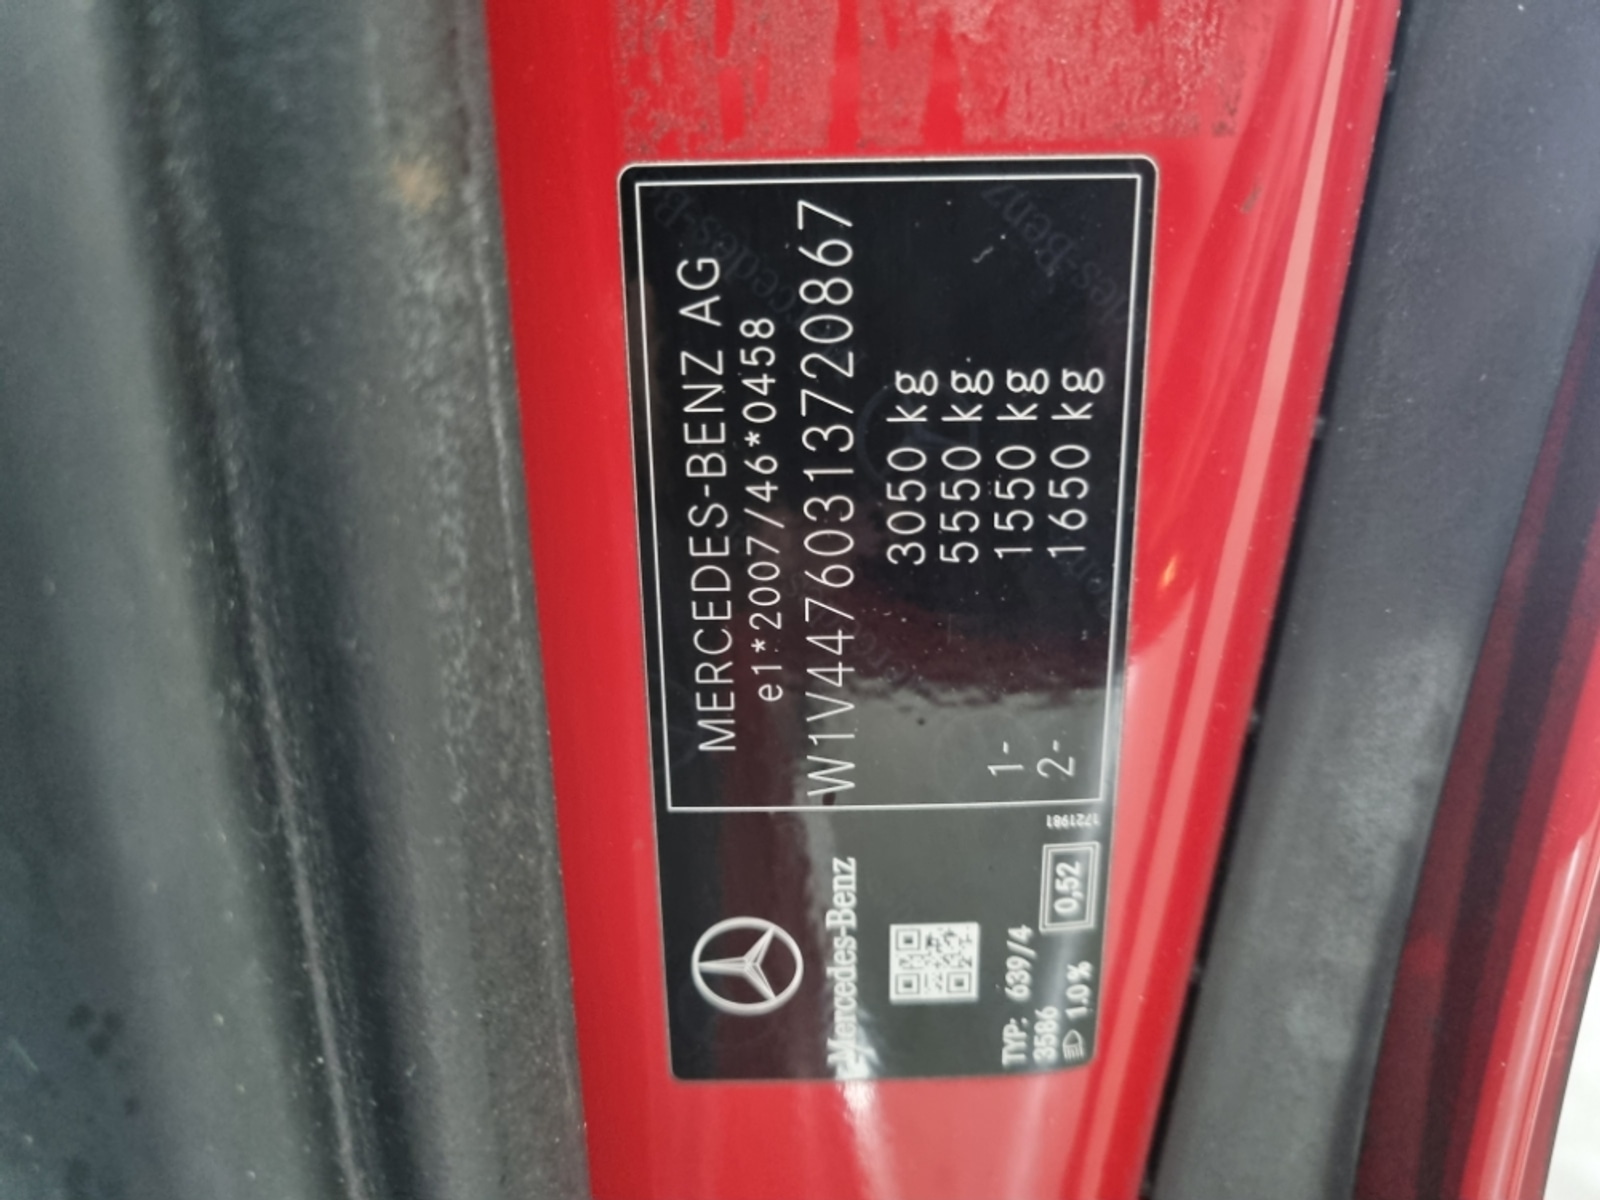 MERCEDES-BENZ AG
e1*2007/46*0458
W1V44760313720867
3050 kg
5550 kg
1- 1550 kg
2- 1650 kg
Mercedes-Benz
TYP: 639/4
3586
1.0%
0,52
1721981